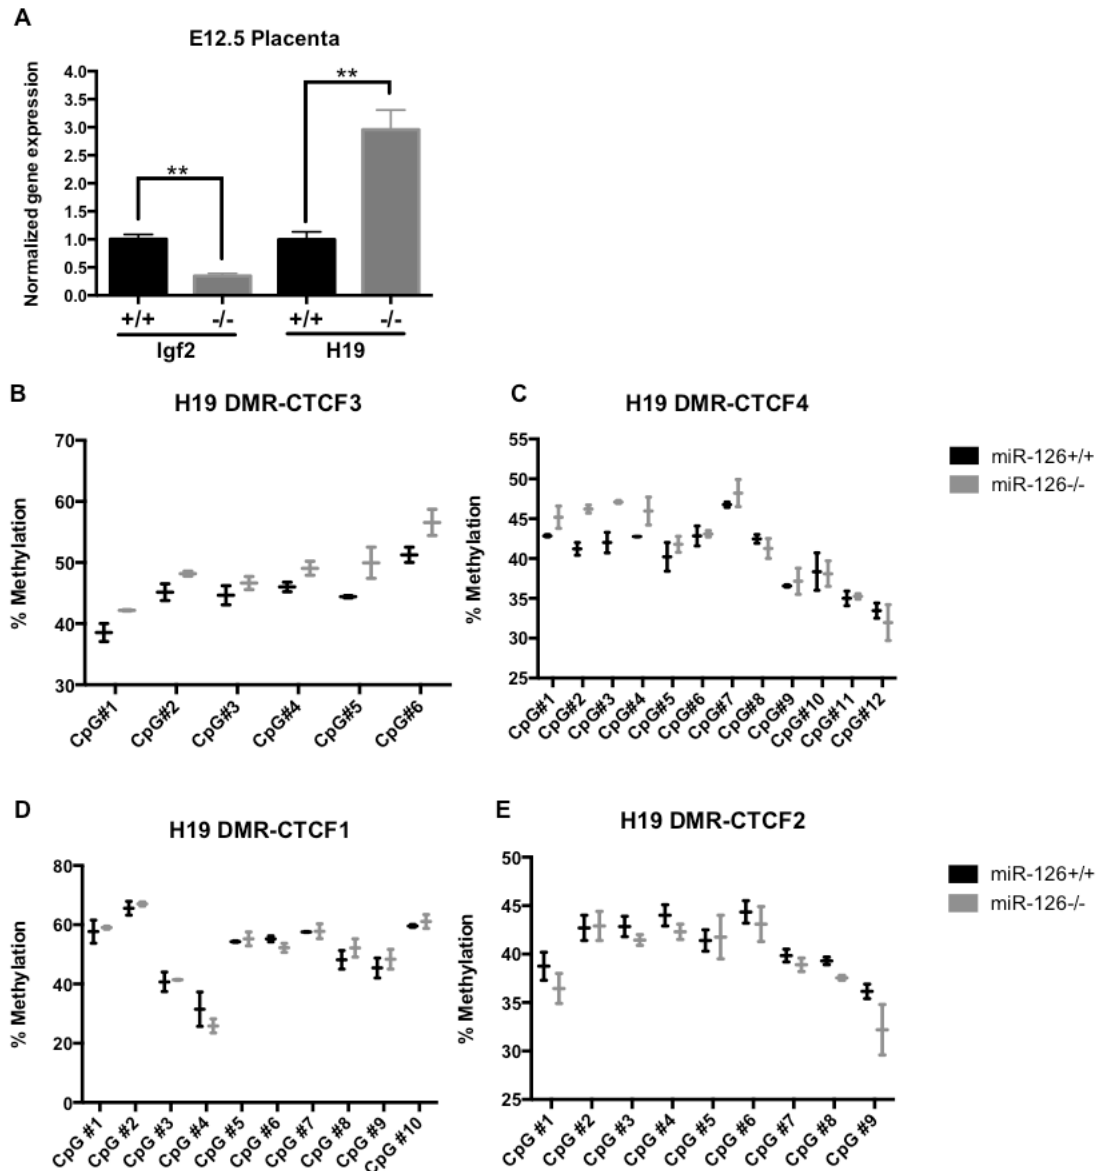 A
E12.5 Placenta
Normalized gene expression
4.0
3.5
3.0
2.5
2.0
1.5
1.0
0.5
0.0
**
**
+/+ -/- +/+ -/-
Igf2 H19
B
H19 DMR-CTCF3
% Methylation
70
60
50
40
30
CpG#1 CpG#2 CpG#3 CpG#4 CpG#5 CpG#6
C
H19 DMR-CTCF4
% Methylation
55
50
45
40
35
30
25
CpG#1 CpG#2 CpG#3 CpG#4 CpG#5 CpG#6 CpG#7 CpG#8 CpG#9 CpG#10 CpG#11 CpG#12
miR-126+/+
miR-126-/-
D
H19 DMR-CTCF1
% Methylation
80
60
40
20
0
CpG #1 CpG #2 CpG #3 CpG #4 CpG #5 CpG #6 CpG #7 CpG #8 CpG #9 CpG #10
E
H19 DMR-CTCF2
% Methylation
50
45
40
35
30
25
CpG #1 CpG #2 CpG #3 CpG #4 CpG #5 CpG #6 CpG #7 CpG #8 CpG #9
miR-126+/+
miR-126-/-